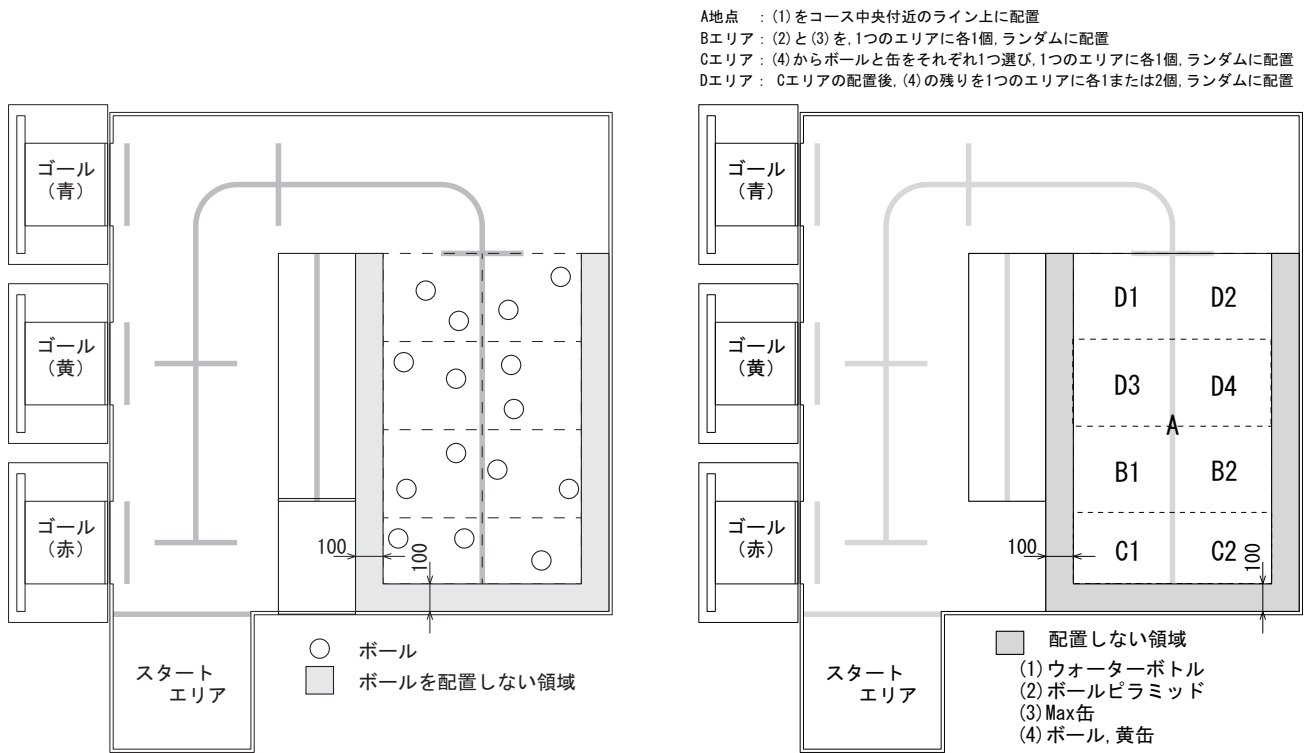 A地点 : (1)をコース中央付近のライン上に配置
Bエリア : (2)と(3)を, 1つのエリアに各1個, ランダムに配置
Cエリア : (4)からボールと缶をそれぞれ1つ選び, 1つのエリアに各1個, ランダムに配置
Dエリア : Cエリアの配置後, (4)の残りを1つのエリアに各1または2個, ランダムに配置
ゴール
(青)
ゴール
(黄)
ゴール
(赤)
100
100
スタート
エリア
ボール
ボールを配置しない領域
ゴール
(青)
ゴール
(黄)
ゴール
(赤)
D1
D2
D3
D4
A
B1
B2
C1
C2
100
100
スタート
エリア
配置しない領域
(1)ウォーターボトル
(2)ボールピラミッド
(3)Max缶
(4)ボール, 黄缶